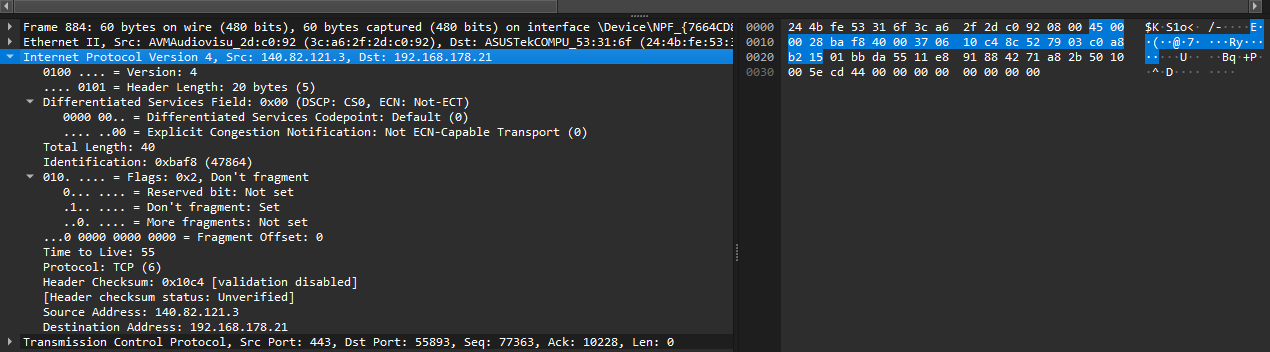 Frame 884: 60 bytes on wire (480 bits), 60 bytes captured (480 bits) on interface \Device\NPF_{7664CD8
Ethernet II, Src: AVMAudiovisu_2d:c0:92 (3c:a6:2f:2d:c0:92), Dst: ASUSTekCOMPU_53:31:6f (24:4b:fe:53:3
Internet Protocol Version 4, Src: 140.82.121.3, Dst: 192.168.178.21
0100 .... = Version: 4
.... 0101 = Header Length: 20 bytes (5)
Differentiated Services Field: 0x00 (DSCP: CS0, ECN: Not-ECT)
0000 00.. = Differentiated Services Codepoint: Default (0)
.... ..00 = Explicit Congestion Notification: Not ECN-Capable Transport (0)
Total Length: 40
Identification: 0xbaf8 (47864)
010. .... = Flags: 0x2, Don't fragment
0... .... = Reserved bit: Not set
.1.. .... = Don't fragment: Set
..0. .... = More fragments: Not set
...0 0000 0000 0000 = Fragment Offset: 0
Time to Live: 55
Protocol: TCP (6)
Header Checksum: 0x10c4 [validation disabled]
[Header checksum status: Unverified]
Source Address: 140.82.121.3
Destination Address: 192.168.178.21
Transmission Control Protocol, Src Port: 443, Dst Port: 55893, Seq: 77363, Ack: 10228, Len: 0
0000 24 4b fe 53 31 6f 3c a6 2f 2d c0 92 08 00 45 00 $K·S1o<· /-····E·
0010 00 28 ba f8 40 00 37 06 10 c4 8c 52 79 03 c0 a8 ·(··@·7· ···Ry···
0020 b2 15 01 bb da 55 11 e8 91 88 42 71 a8 2b 50 10 ·····U·· ··Bq·+P·
0030 00 5e cd 44 00 00 00 00 00 00 00 00 ·^·D···· ····